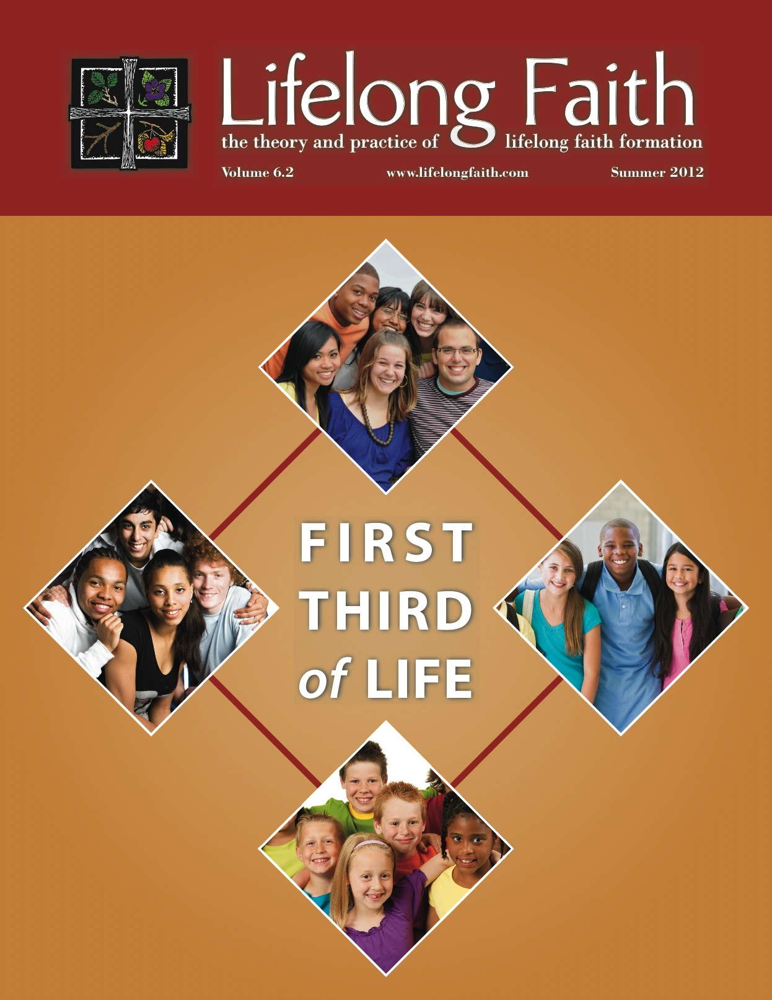 Lifelong Faith
the theory and practice of lifelong faith formation
Volume 6.2 www.lifelongfaith.com Summer 2012
FIRST
THIRD
of LIFE